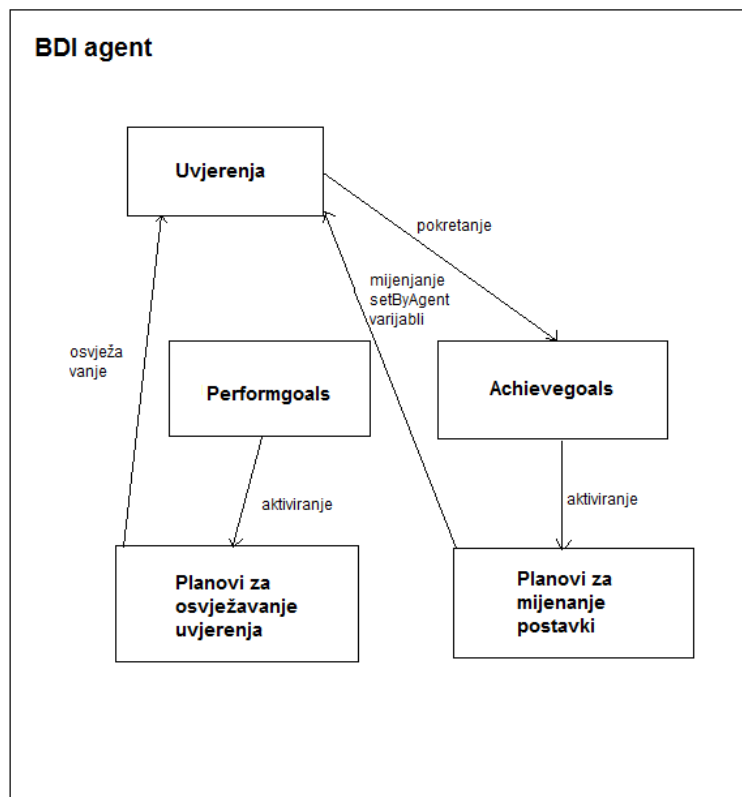 BDI agent
Uvjerenja
pokretanje
mijenjanje
setByAgent
varijabli
osvježa
vanje
Performgoals
Achievegoals
aktiviranje
aktiviranje
Planovi za
osvježavanje
uvjerenja
Planovi za
mijenanje
postavki